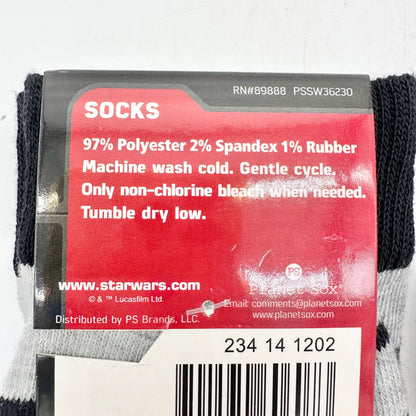 RN#89888 PSSW36230
SOCKS
97% Polyester 2% Spandex 1% Rubber
Machine wash cold. Gentle cycle.
Only non-chlorine bleach when needed.
Tumble dry low.
PS
www.starwars.com
Planet Sox
© & ™ Lucasfilm Ltd.
Email: comments@planetsox.com
Distributed by PS Brands, LLC.
www.planetsox.com
234 14 1202